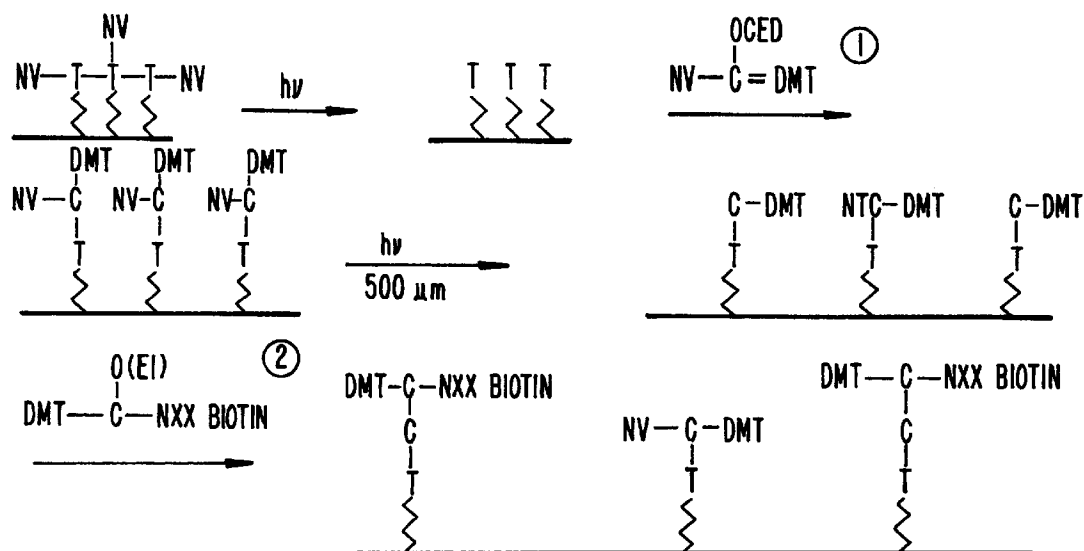 NV
NV—T—T—T—NV
hν
T T T
OCED
NV—C=DMT
①
DMT DMT DMT
NV—C NV—C NV—C
T T T
hν
500 μm
C—DMT NTC—DMT C—DMT
T T T
②
O(EI)
DMT—C—NXX BIOTIN
DMT—C—NXX BIOTIN
C
T
NV—C—DMT
T
DMT—C—NXX BIOTIN
C
T